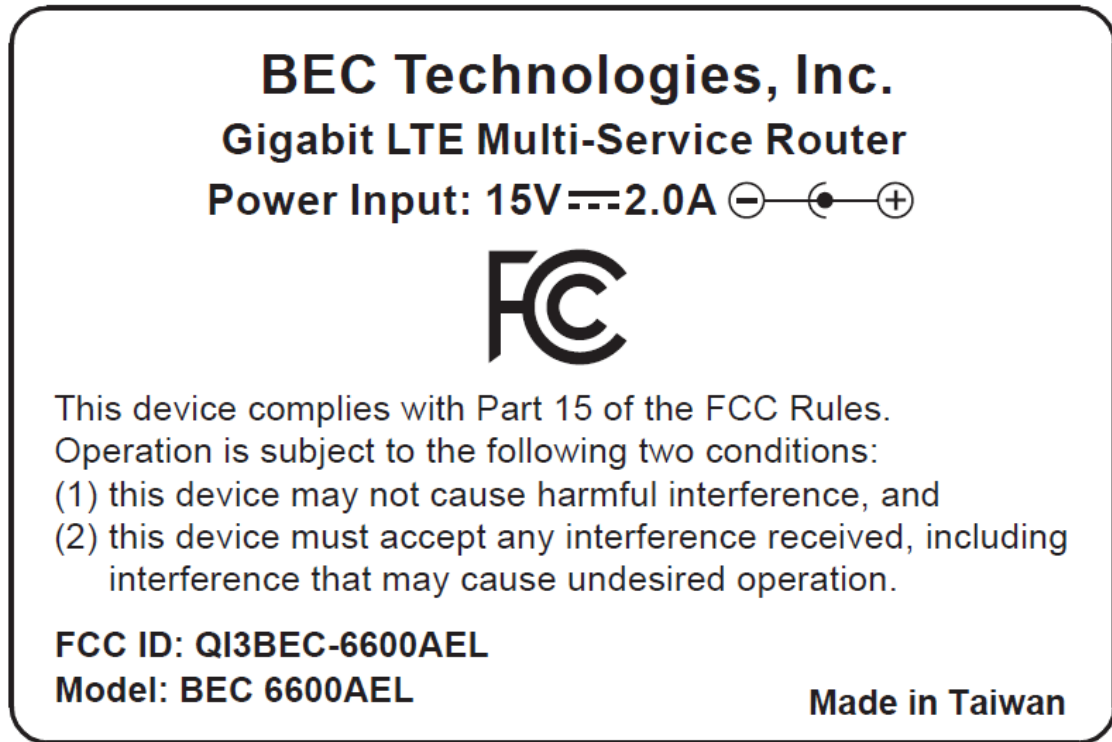 BEC Technologies, Inc.
Gigabit LTE Multi-Service Router
Power Input: 15V⎓2.0A
FC
This device complies with Part 15 of the FCC Rules.
Operation is subject to the following two conditions:
(1) this device may not cause harmful interference, and
(2) this device must accept any interference received, including
interference that may cause undesired operation.
FCC ID: QI3BEC-6600AEL
Model: BEC 6600AEL
Made in Taiwan